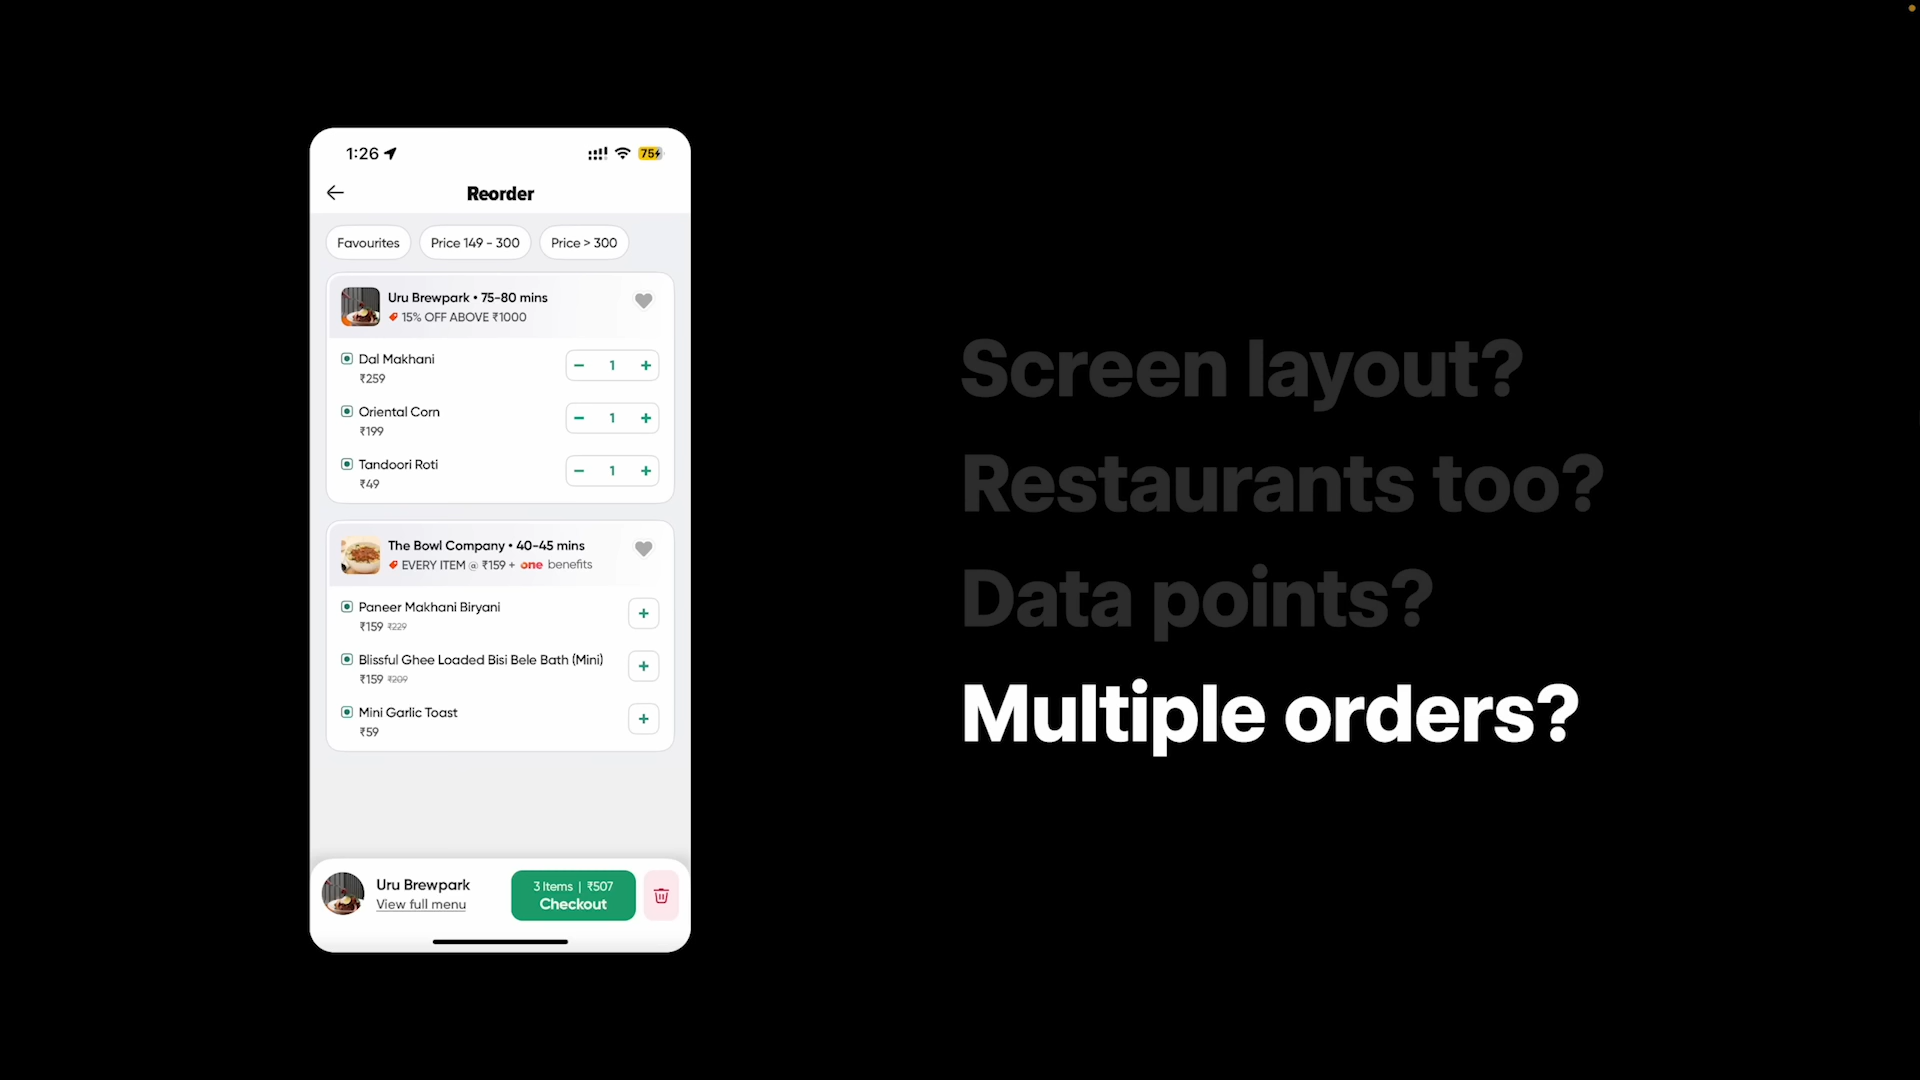 1:26
75
Reorder
Favourites
Price 149 - 300
Price > 300
Uru Brewpark • 75-80 mins
15% OFF ABOVE ₹1000
Dal Makhani
₹259
1
Oriental Corn
₹199
1
Tandoori Roti
₹49
1
The Bowl Company • 40-45 mins
EVERY ITEM @ ₹159 + one benefits
Paneer Makhani Biryani
₹159 ₹229
Blissful Ghee Loaded Bisi Bele Bath (Mini)
₹159 ₹209
Mini Garlic Toast
₹59
Uru Brewpark
View full menu
3 Items | ₹507
Checkout
Screen layout?
Restaurants too?
Data points?
Multiple orders?